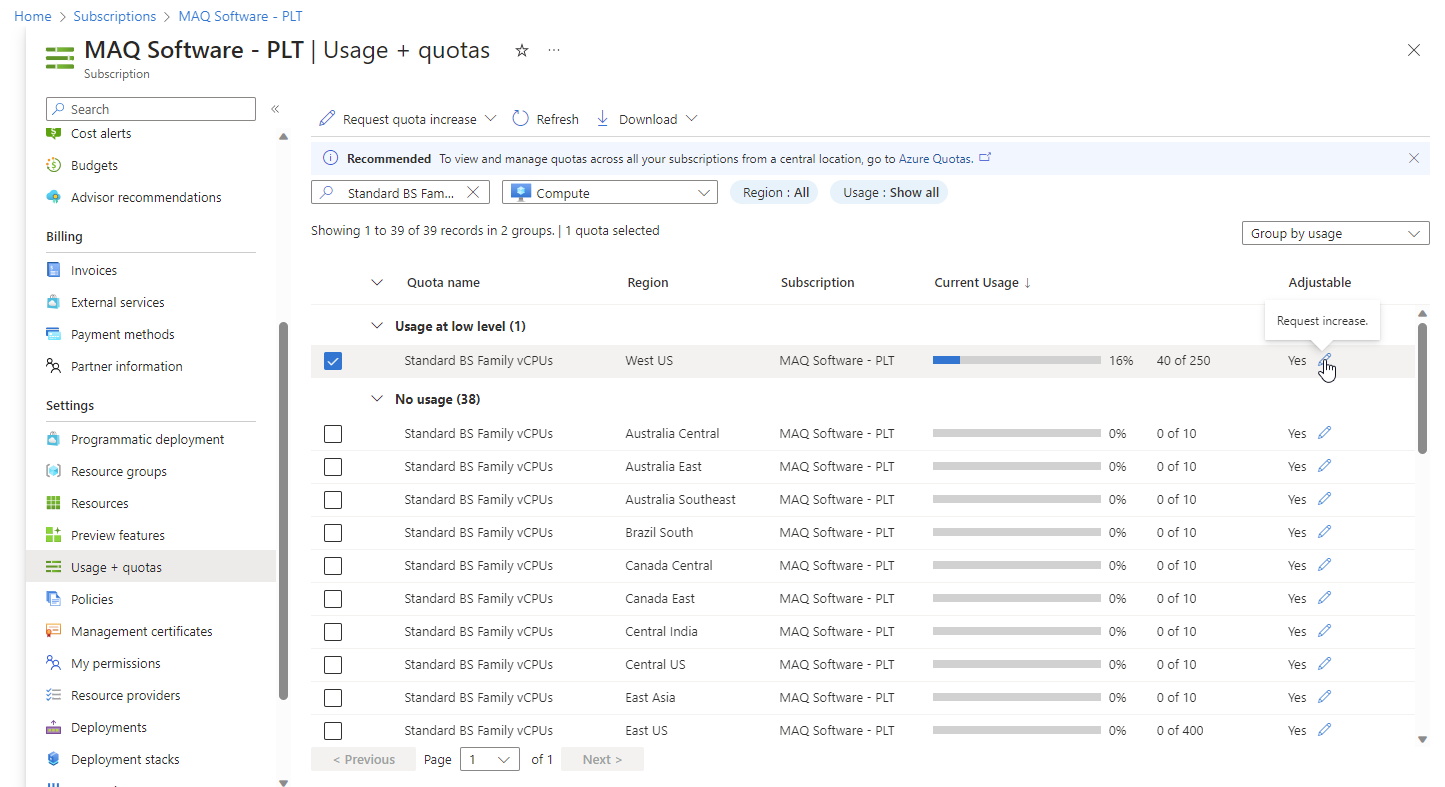 Home > Subscriptions > MAQ Software - PLT
MAQ Software - PLT | Usage + quotas
Subscription
Search
Cost alerts
Budgets
Advisor recommendations
Billing
Invoices
External services
Payment methods
Partner information
Settings
Programmatic deployment
Resource groups
Resources
Preview features
Usage + quotas
Policies
Management certificates
My permissions
Resource providers
Deployments
Deployment stacks
Request quota increase
Refresh
Download
Recommended To view and manage quotas across all your subscriptions from a central location, go to Azure Quotas.
Standard BS Fam...
Compute
Region : All
Usage : Show all
Showing 1 to 39 of 39 records in 2 groups. | 1 quota selected
Group by usage
Quota name Region Subscription Current Usage ↓ Adjustable
Request increase.
Usage at low level (1)
Standard BS Family vCPUs West US MAQ Software - PLT 16% 40 of 250 Yes
No usage (38)
Standard BS Family vCPUs Australia Central MAQ Software - PLT 0% 0 of 10 Yes
Standard BS Family vCPUs Australia East MAQ Software - PLT 0% 0 of 10 Yes
Standard BS Family vCPUs Australia Southeast MAQ Software - PLT 0% 0 of 10 Yes
Standard BS Family vCPUs Brazil South MAQ Software - PLT 0% 0 of 10 Yes
Standard BS Family vCPUs Canada Central MAQ Software - PLT 0% 0 of 10 Yes
Standard BS Family vCPUs Canada East MAQ Software - PLT 0% 0 of 10 Yes
Standard BS Family vCPUs Central India MAQ Software - PLT 0% 0 of 10 Yes
Standard BS Family vCPUs Central US MAQ Software - PLT 0% 0 of 10 Yes
Standard BS Family vCPUs East Asia MAQ Software - PLT 0% 0 of 10 Yes
Standard BS Family vCPUs East US MAQ Software - PLT 0% 0 of 400 Yes
< Previous Page 1 of 1 Next >